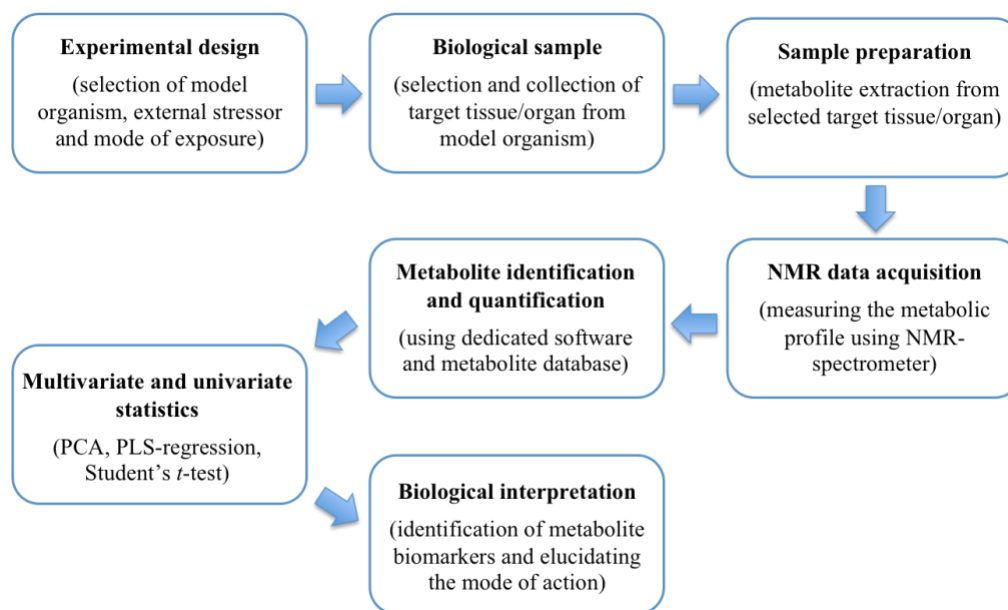 Experimental design
(selection of model
organism, external stressor
and mode of exposure)
Biological sample
(selection and collection of
target tissue/organ from
model organism)
Sample preparation
(metabolite extraction from
selected target tissue/organ)
NMR data acquisition
(measuring the metabolic
profile using NMR-
spectrometer)
Metabolite identification
and quantification
(using dedicated software
and metabolite database)
Multivariate and univariate
statistics
(PCA, PLS-regression,
Student’s t-test)
Biological interpretation
(identification of metabolite
biomarkers and elucidating
the mode of action)